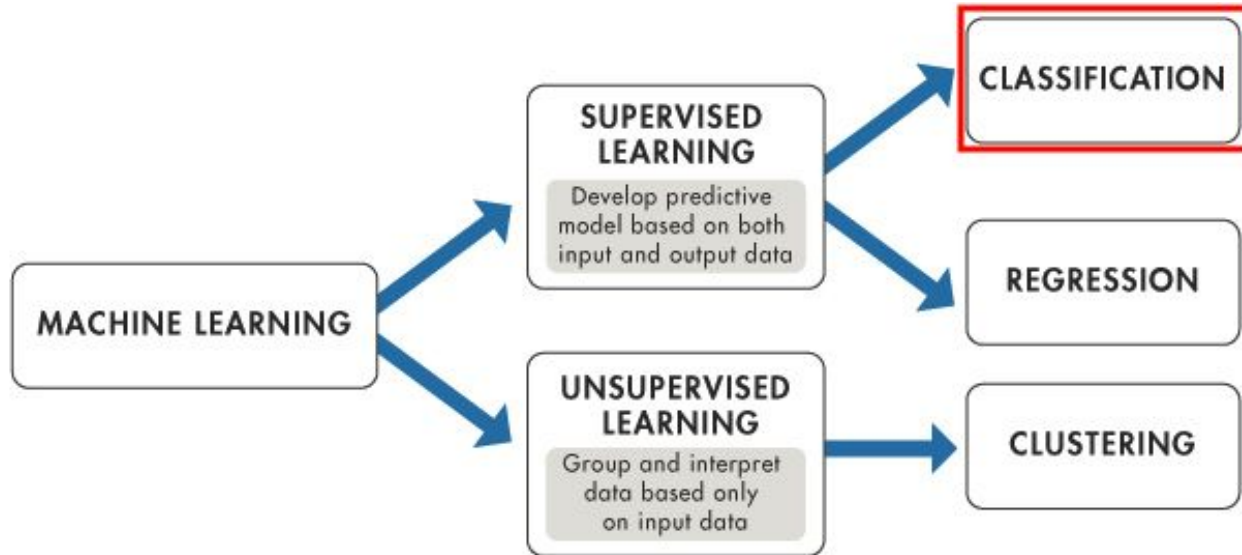 CLASSIFICATION
SUPERVISED
LEARNING
Develop predictive
model based on both
input and output data
REGRESSION
MACHINE LEARNING
UNSUPERVISED
LEARNING
Group and interpret
data based only
on input data
CLUSTERING